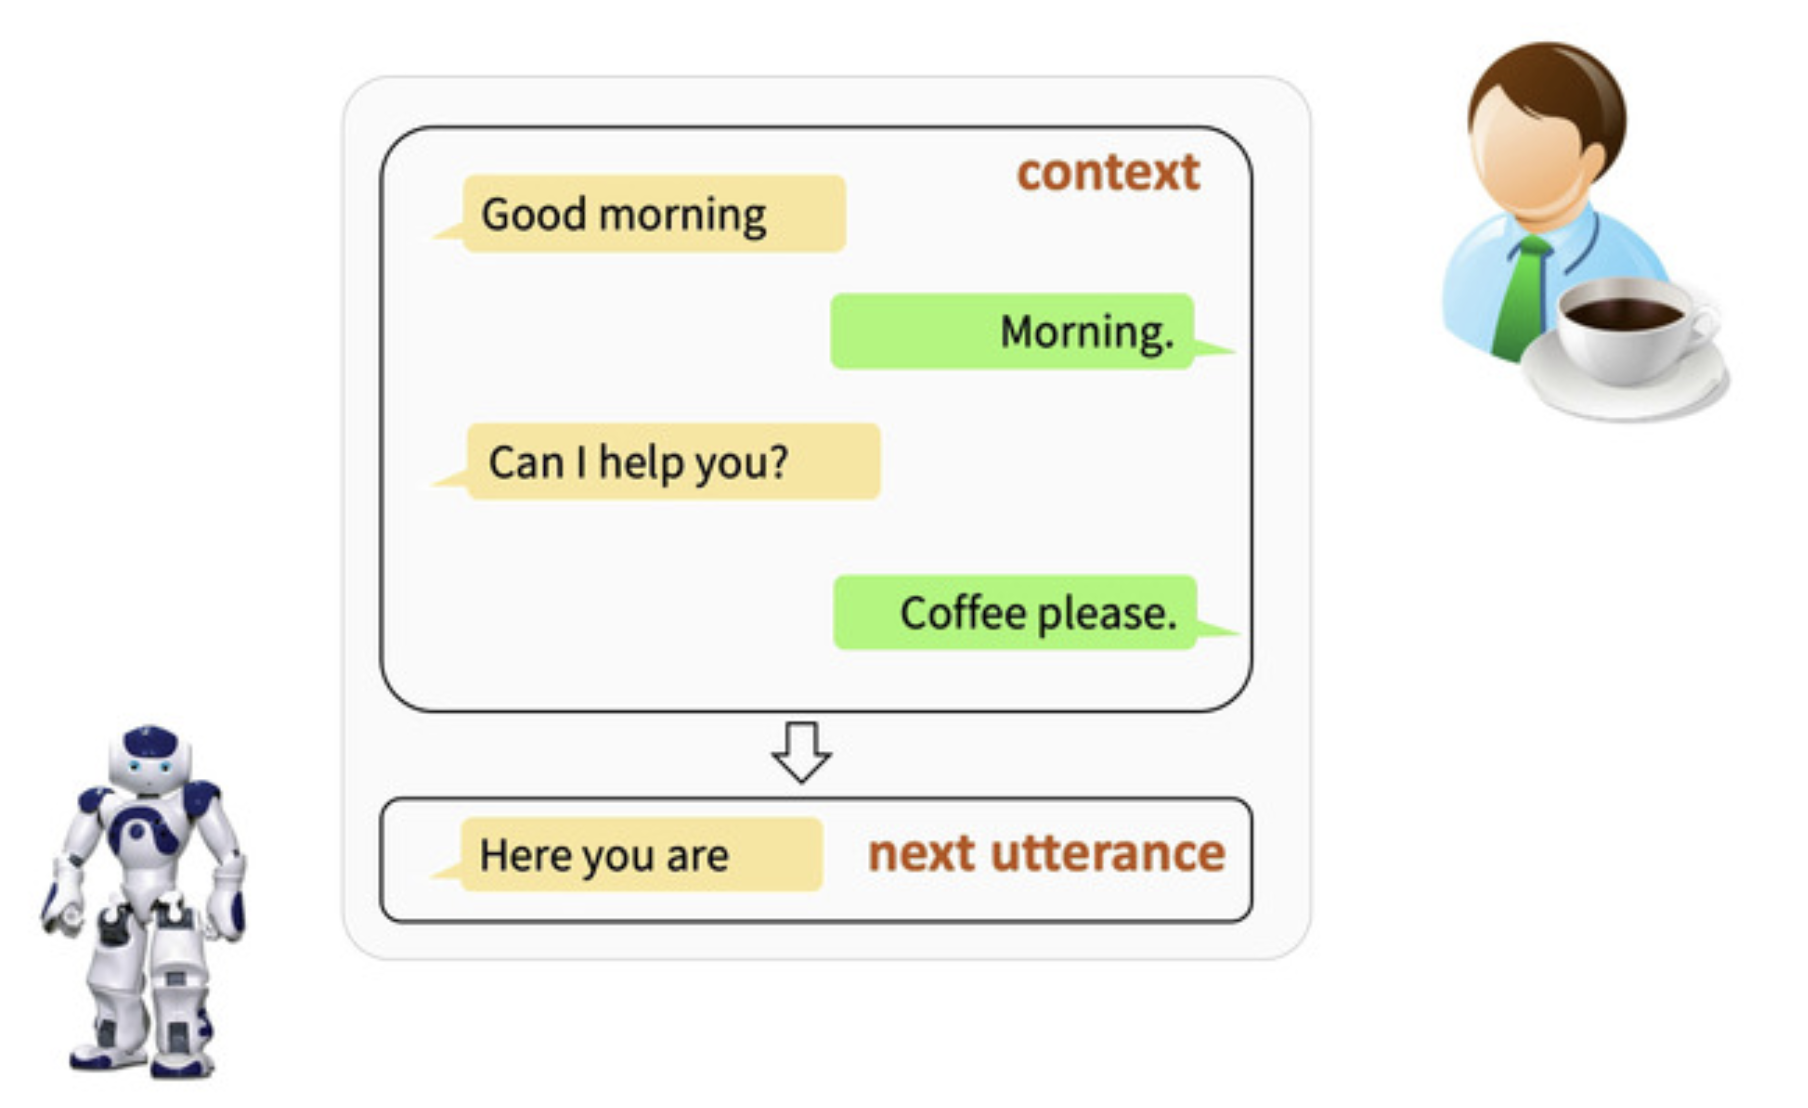 context
Good morning
Morning.
Can I help you?
Coffee please.
Here you are
next utterance